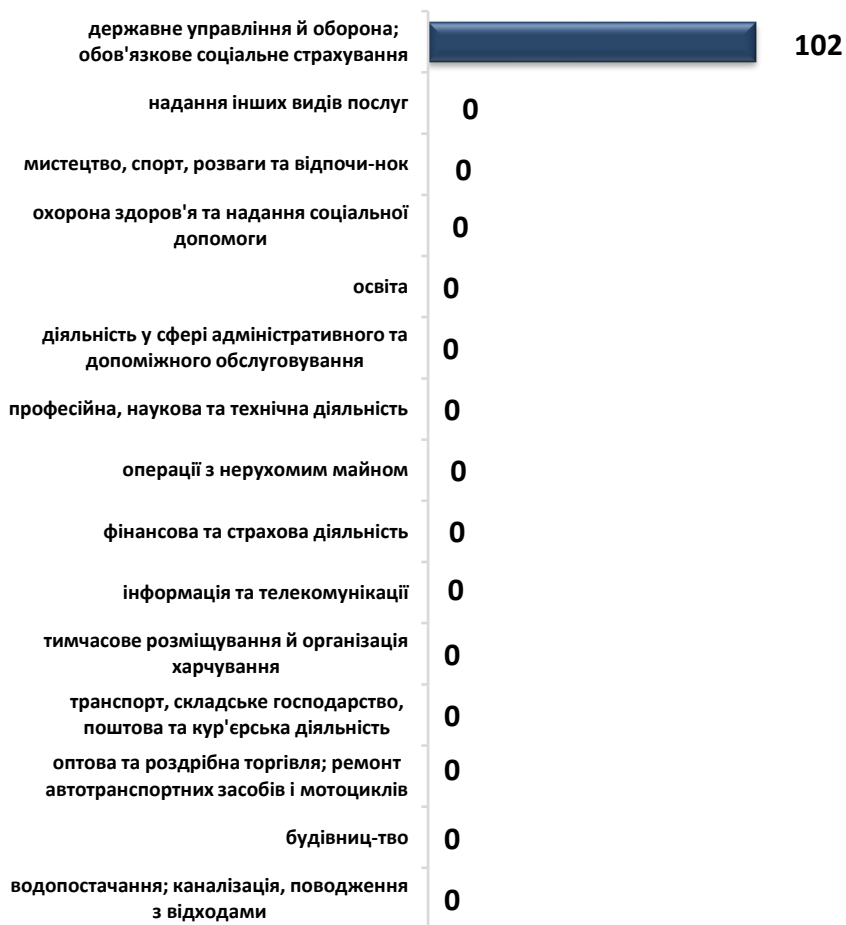 державне управління й оборона;
обов'язкове соціальне страхування
102
надання інших видів послуг
0
мистецтво, спорт, розваги та відпочи-нок
0
охорона здоров'я та надання соціальної
допомоги
0
освіта
0
діяльність у сфері адміністративного та
допоміжного обслуговування
0
професійна, наукова та технічна діяльність
0
операції з нерухомим майном
0
фінансова та страхова діяльність
0
інформація та телекомунікації
0
тимчасове розміщування й організація
харчування
0
транспорт, складське господарство,
поштова та кур'єрська діяльність
0
оптова та роздрібна торгівля; ремонт
автотранспортних засобів і мотоциклів
0
будівниц-тво
0
водопостачання; каналізація, поводження
з відходами
0